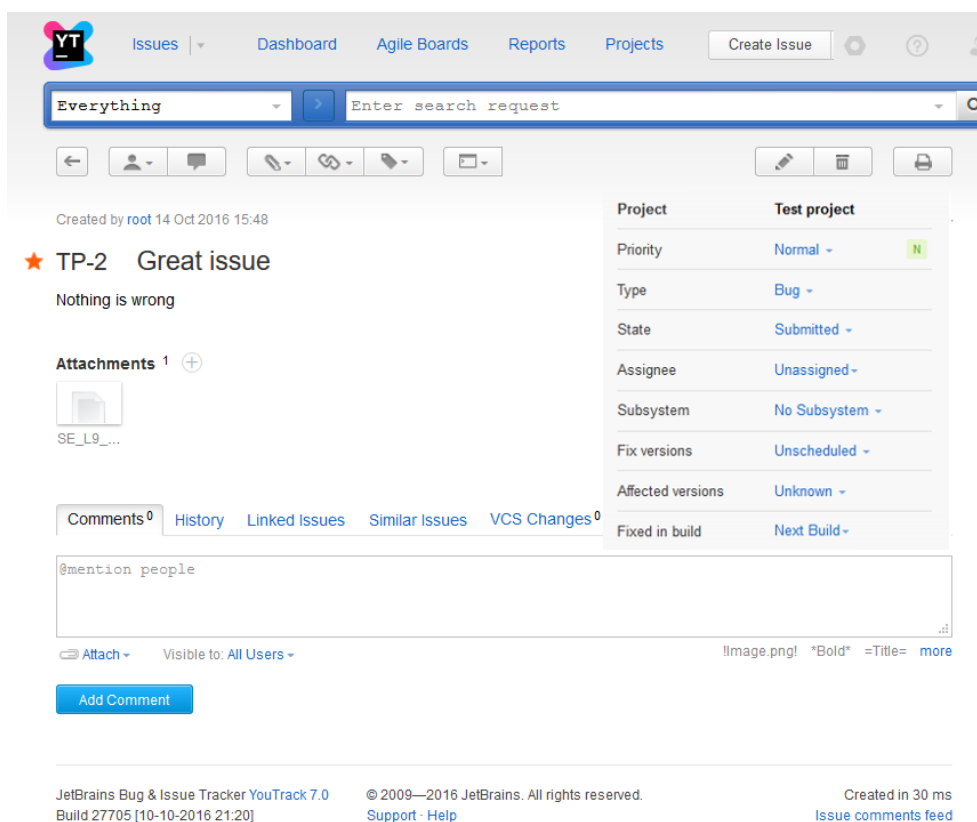 YT
Issues Dashboard Agile Boards Reports Projects Create Issue ?
Everything Enter search request
Created by root 14 Oct 2016 15:48
TP-2 Great issue
Nothing is wrong
Attachments 1
SE_L9_...
Project Test project
Priority Normal N
Type Bug
State Submitted
Assignee Unassigned
Subsystem No Subsystem
Fix versions Unscheduled
Affected versions Unknown
Fixed in build Next Build
Comments 0 History Linked Issues Similar Issues VCS Changes 0
@mention people
Attach Visible to: All Users !Image.png! *Bold* =Title= more
Add Comment
JetBrains Bug & Issue Tracker YouTrack 7.0 © 2009—2016 JetBrains. All rights reserved. Created in 30 ms
Build 27705 [10-10-2016 21:20] Support · Help Issue comments feed